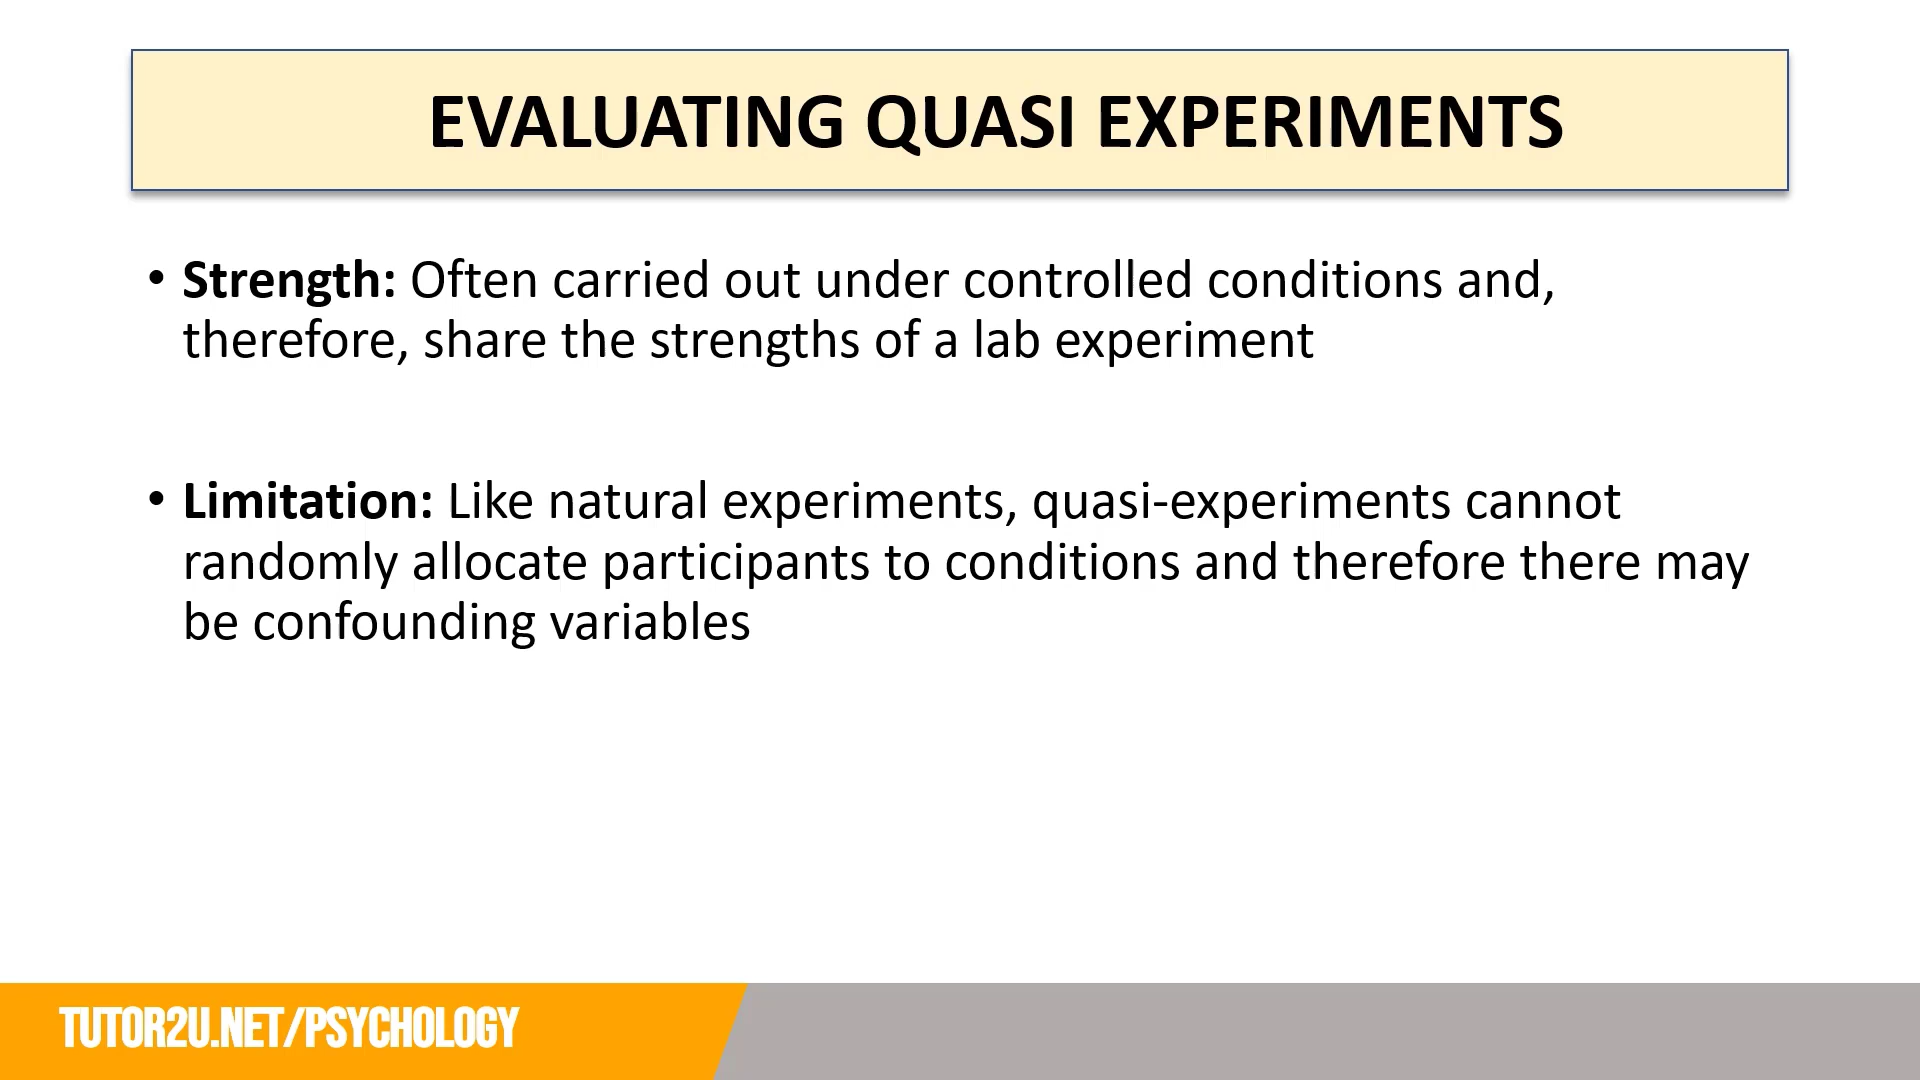 EVALUATING QUASI EXPERIMENTS
• Strength: Often carried out under controlled conditions and,
therefore, share the strengths of a lab experiment
• Limitation: Like natural experiments, quasi-experiments cannot
randomly allocate participants to conditions and therefore there may
be confounding variables
TUTOR2U.NET/PSYCHOLOGY